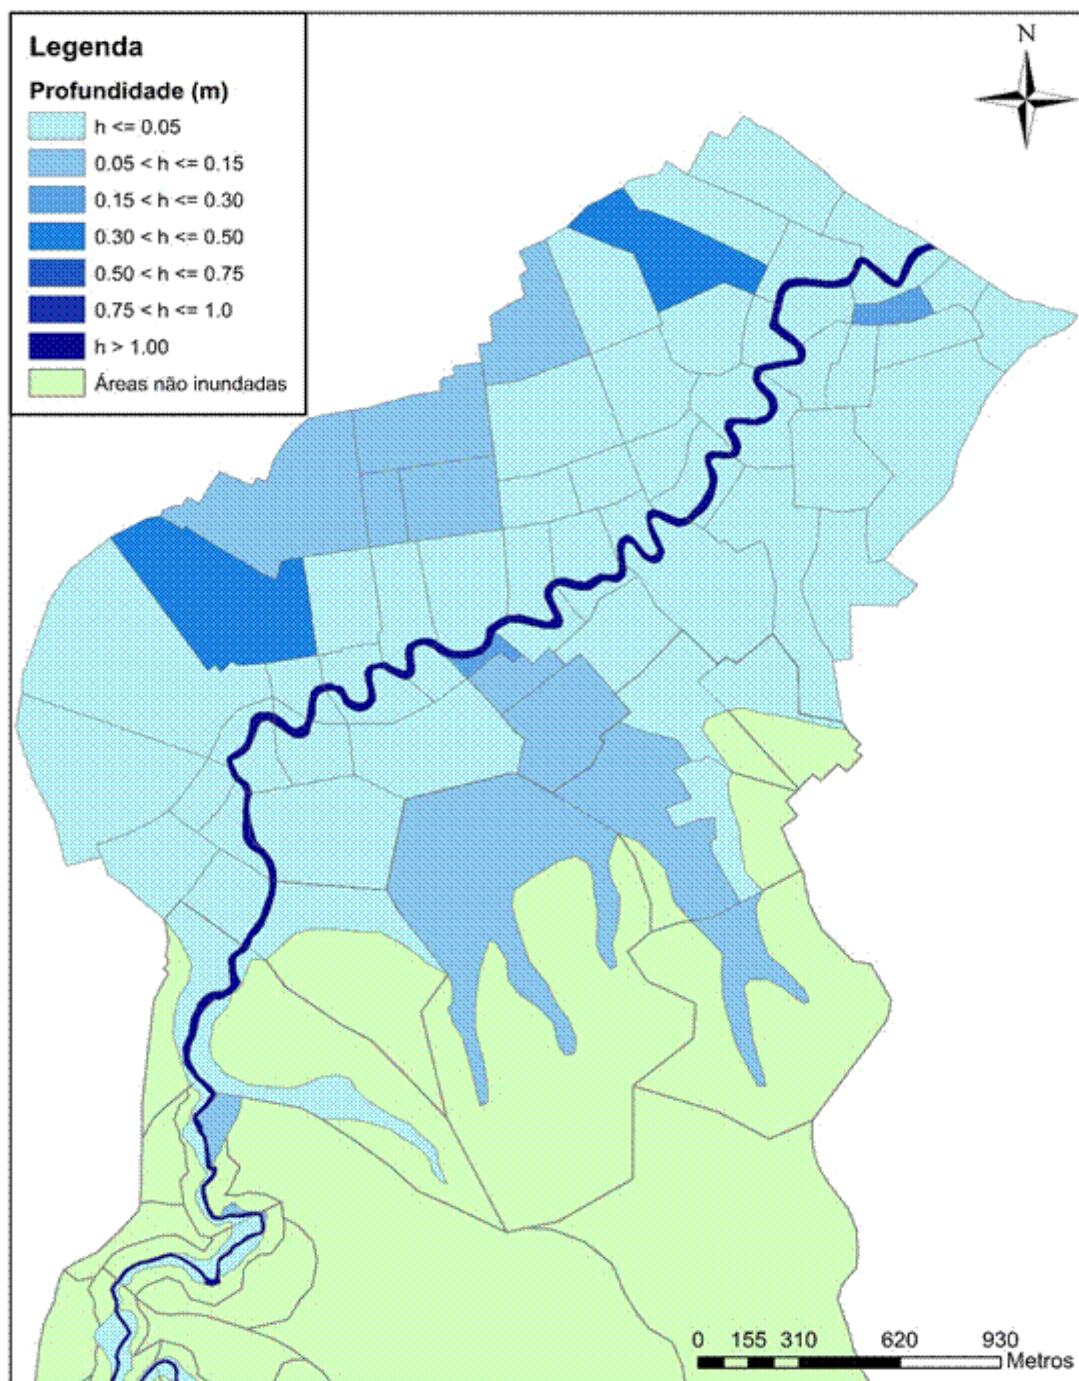 Legenda
Profundidade (m)
h <= 0.05
0.05 < h <= 0.15
0.15 < h <= 0.30
0.30 < h <= 0.50
0.50 < h <= 0.75
0.75 < h <= 1.0
h > 1.00
Áreas não inundadas
N
0 155 310 620 930
Metros